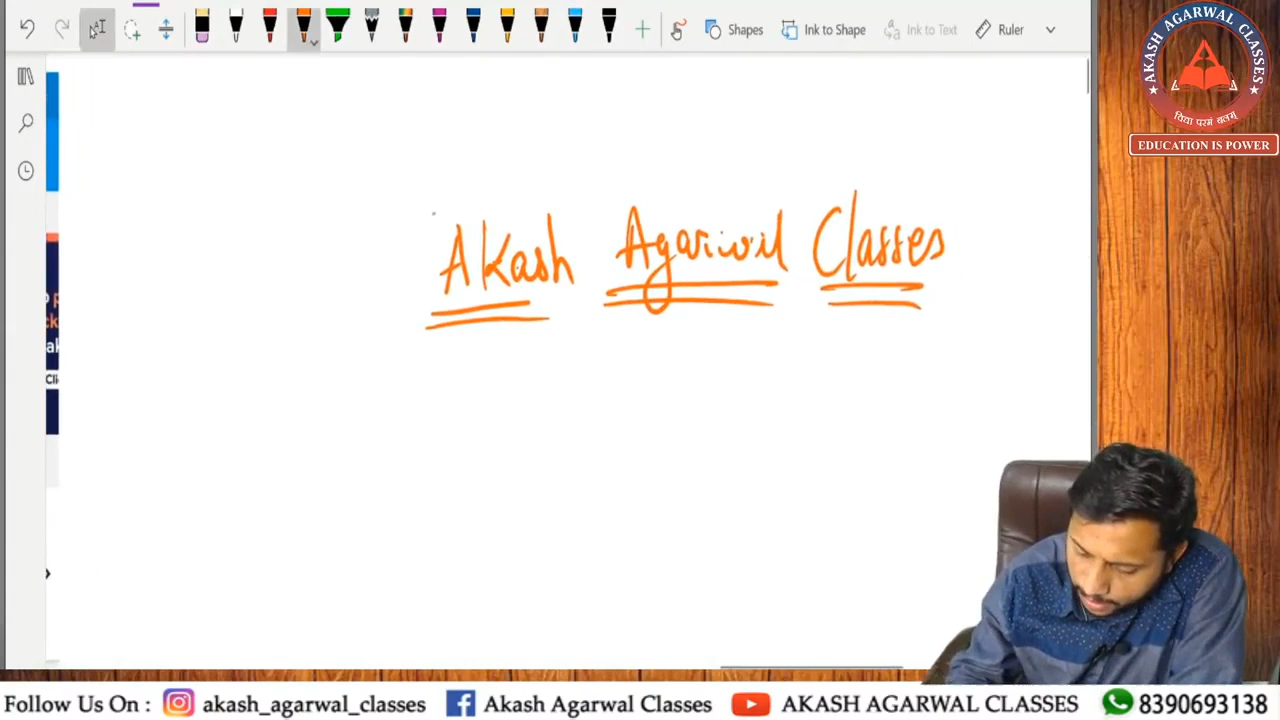 Shapes Ink to Shape Ink to Text Ruler
AKASH AGARWAL CLASSES
विद्या परमं बलम्
EDUCATION IS POWER
Akash Agarwal Classes
Follow Us On : akash_agarwal_classes Akash Agarwal Classes AKASH AGARWAL CLASSES 8390693138